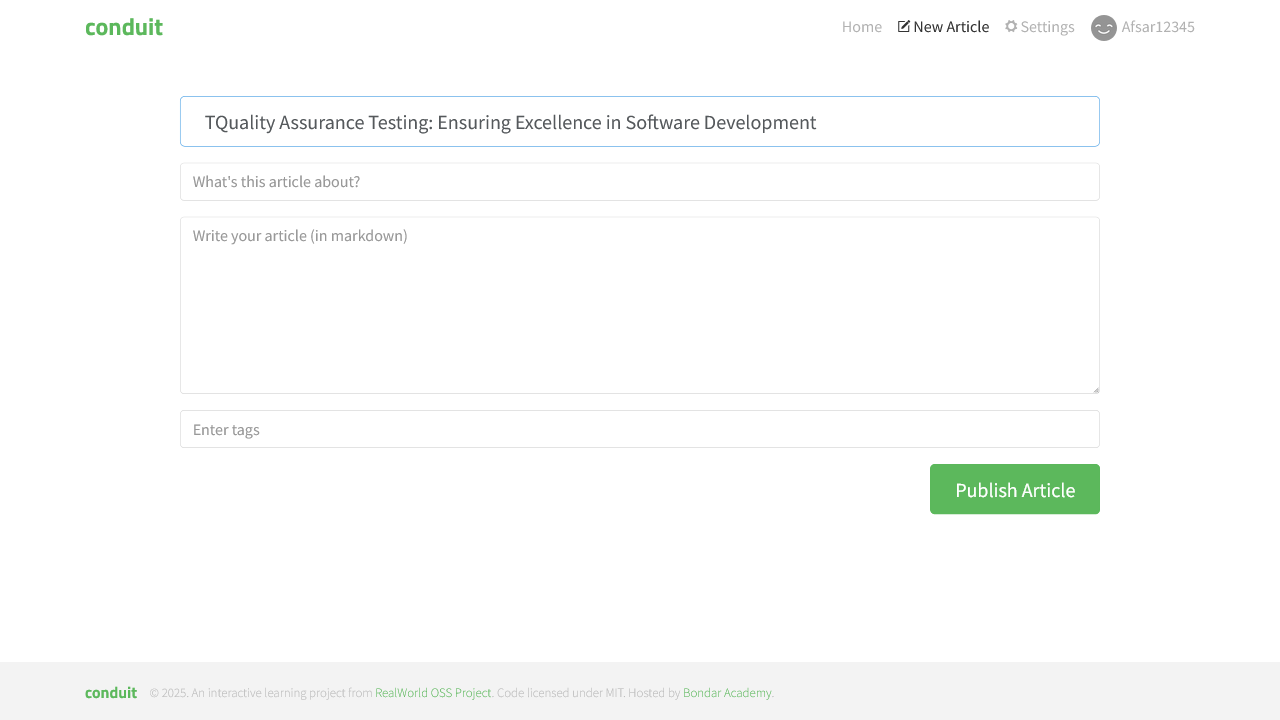 conduit
Home New Article Settings Afsar12345
TQuality Assurance Testing: Ensuring Excellence in Software Development
What's this article about?
Write your article (in markdown)
Enter tags
Publish Article
conduit © 2025. An interactive learning project from RealWorld OSS Project. Code licensed under MIT. Hosted by Bondar Academy.